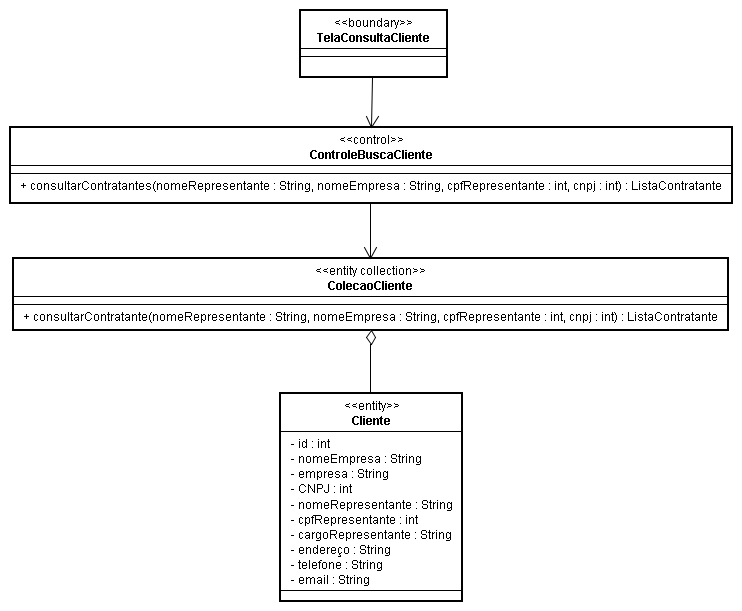 <<boundary>>
TelaConsultaCliente
<<control>>
ControleBuscaCliente
+ consultarContratantes(nomeRepresentante : String, nomeEmpresa : String, cpfRepresentante : int, cnpj : int) : ListaContratante
<<entity collection>>
ColecaoCliente
+ consultarContratante(nomeRepresentante : String, nomeEmpresa : String, cpfRepresentante : int, cnpj : int) : ListaContratante
<<entity>>
Cliente
- id : int
- nomeEmpresa : String
- empresa : String
- CNPJ : int
- nomeRepresentante : String
- cpfRepresentante : int
- cargoRepresentante : String
- endereço : String
- telefone : String
- email : String